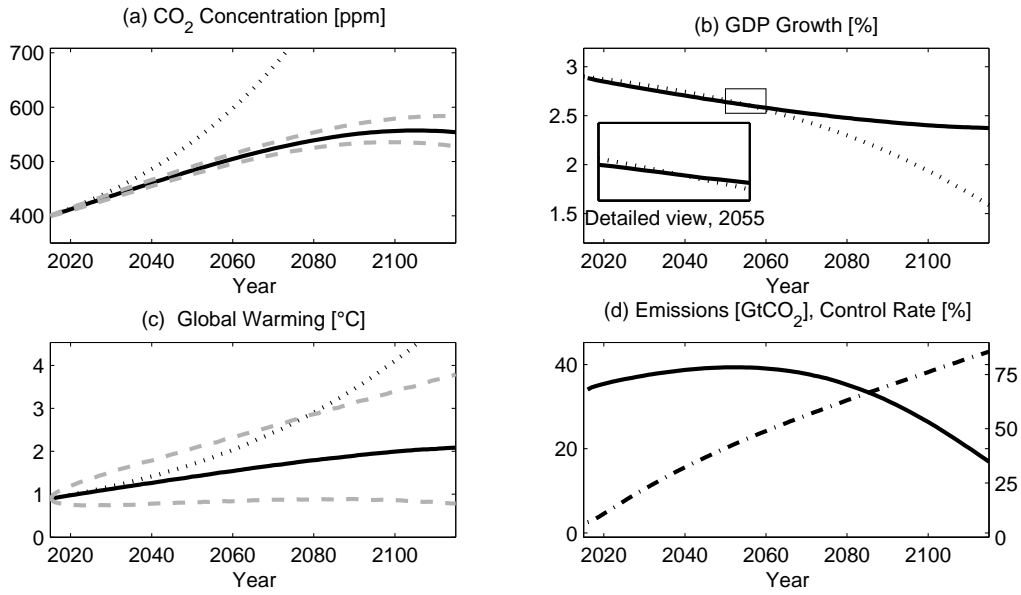 (a) CO₂ Concentration [ppm]
700
600
500
400
2020 2040 2060 2080 2100
Year
(b) GDP Growth [%]
3
2.5
2
1.5
Detailed view, 2055
2020 2040 2060 2080 2100
Year
(c) Global Warming [°C]
4
3
2
1
0
2020 2040 2060 2080 2100
Year
(d) Emissions [GtCO₂], Control Rate [%]
40
20
0
75
50
25
0
2020 2040 2060 2080 2100
Year